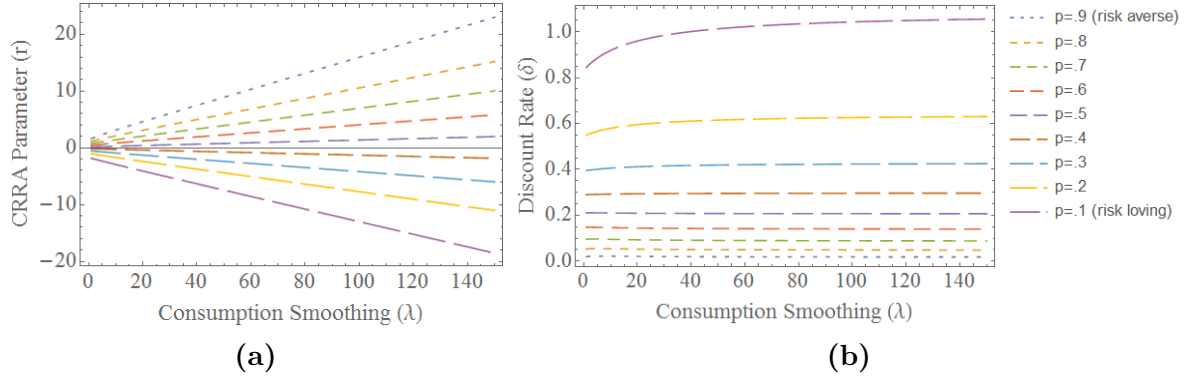 CRRA Parameter (r)
20
10
0
−10
−20
0 20 40 60 80 100 120 140
Consumption Smoothing (λ)
(a)
Discount Rate (δ)
1.0
0.8
0.6
0.4
0.2
0.0
0 20 40 60 80 100 120 140
Consumption Smoothing (λ)
(b)
p=.9 (risk averse)
p=.8
p=.7
p=.6
p=.5
p=.4
p=.3
p=.2
p=.1 (risk loving)